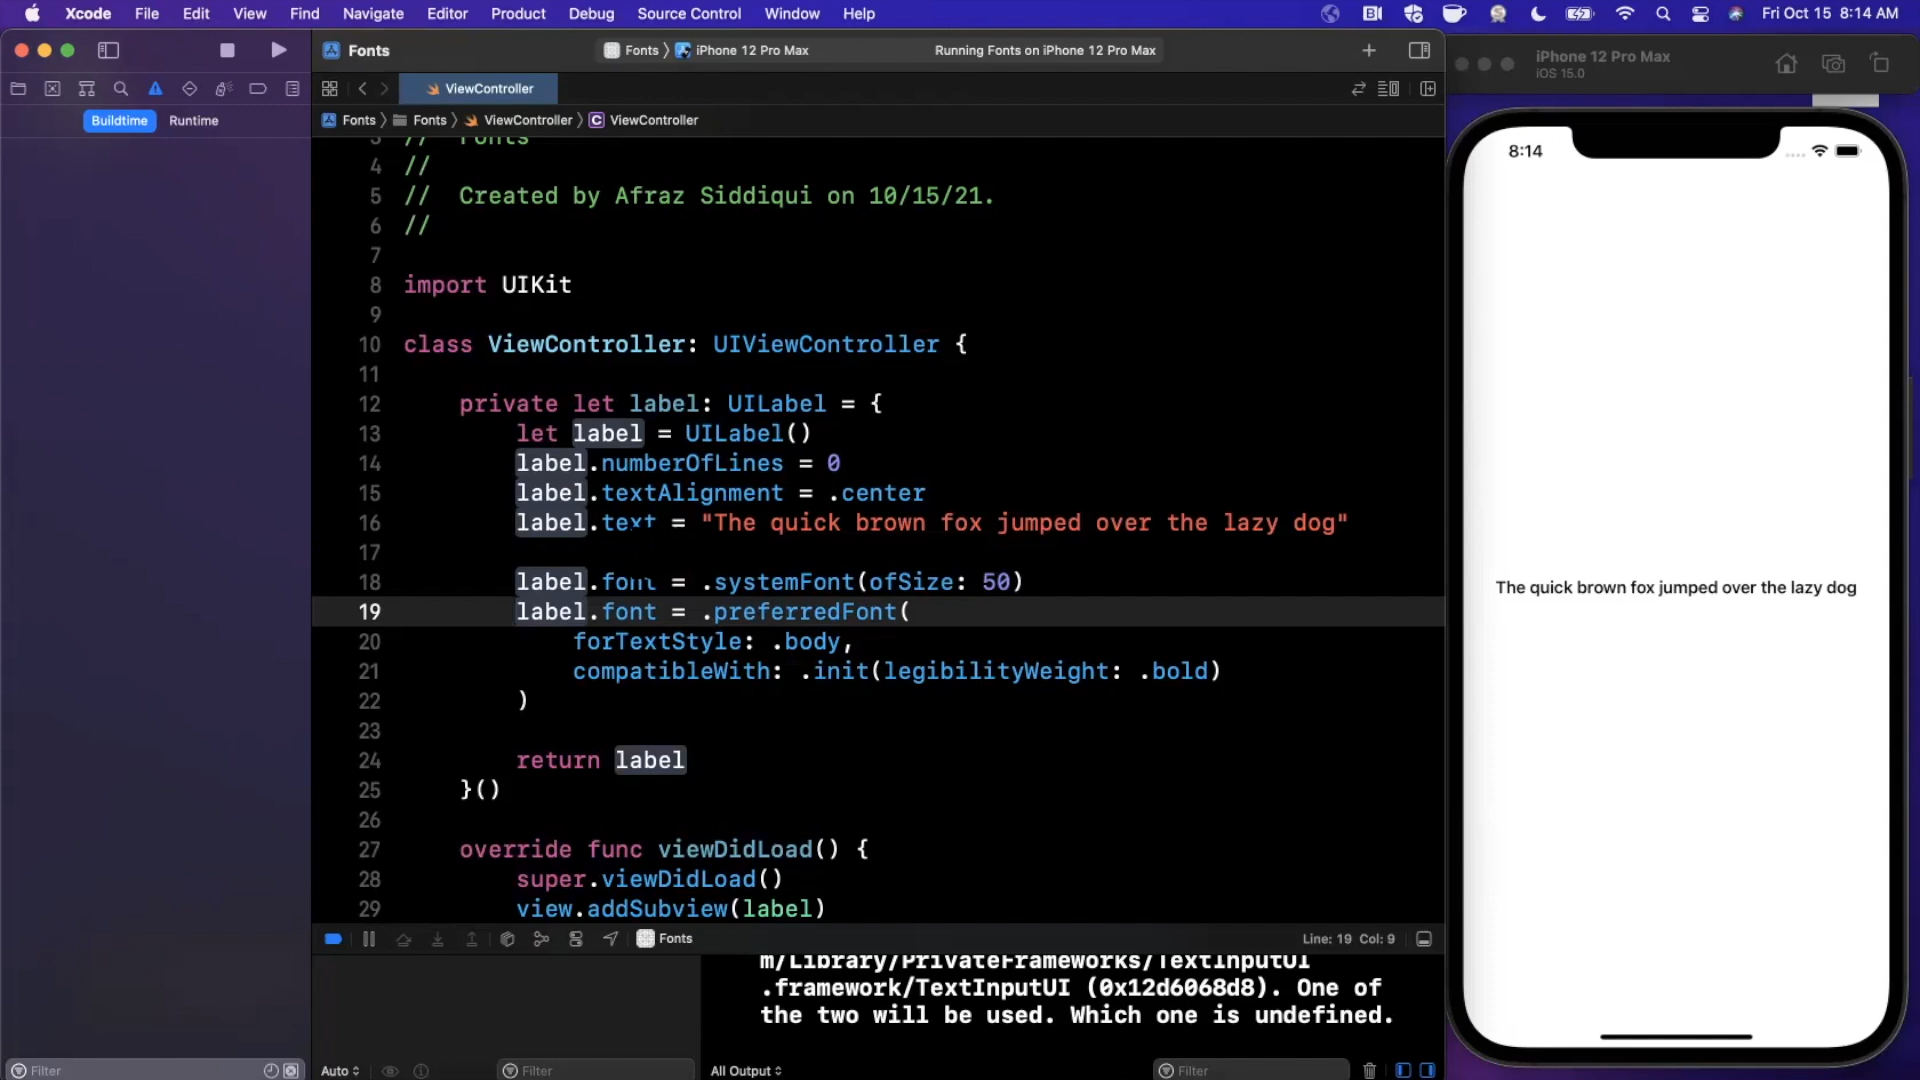 Xcode File Edit View Find Navigate Editor Product Debug Source Control Window Help Fri Oct 15 8:14 AM
Fonts
Fonts 〉 iPhone 12 Pro Max
Running Fonts on iPhone 12 Pro Max
iPhone 12 Pro Max
iOS 15.0
ViewController
Buildtime Runtime
Fonts 〉 Fonts 〉 ViewController 〉 C ViewController
3 // Fonts
4 //
5 // Created by Afraz Siddiqui on 10/15/21.
6 //
7
8 import UIKit
9
10 class ViewController: UIViewController {
11
12 private let label: UILabel = {
13 let label = UILabel()
14 label.numberOfLines = 0
15 label.textAlignment = .center
16 label.text = "The quick brown fox jumped over the lazy dog"
17
18 label.font = .systemFont(ofSize: 50)
19 label.font = .preferredFont(
20 forTextStyle: .body,
21 compatibleWith: .init(legibilityWeight: .bold)
22 )
23
24 return label
25 }()
26
27 override func viewDidLoad() {
28 super.viewDidLoad()
29 view.addSubview(label)
Fonts
Line: 19 Col: 9
m/Library/PrivateFrameworks/TextInputUI
.framework/TextInputUI (0x12d6068d8). One of
the two will be used. Which one is undefined.
Filter
Auto
Filter
All Output
Filter
8:14
The quick brown fox jumped over the lazy dog